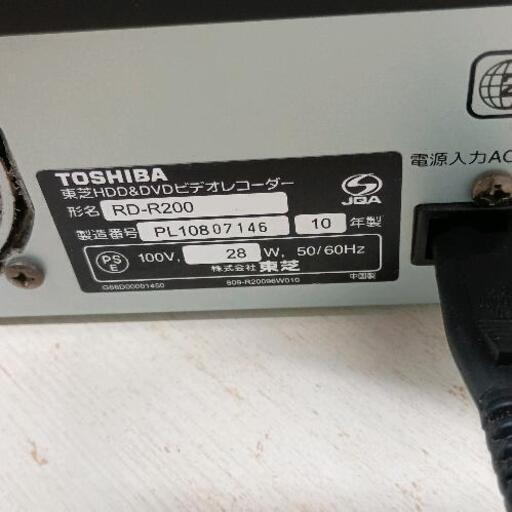 TOSHIBA
東芝HDD&DVDビデオレコーダー
形名 RD-R200
製造番号 PL10807146 10 年製
PSE 100V, 28 W, 50/60Hz
株式会社 東芝
G66D00001450 809-R20096W010 中国製
JQA
電源入力AC